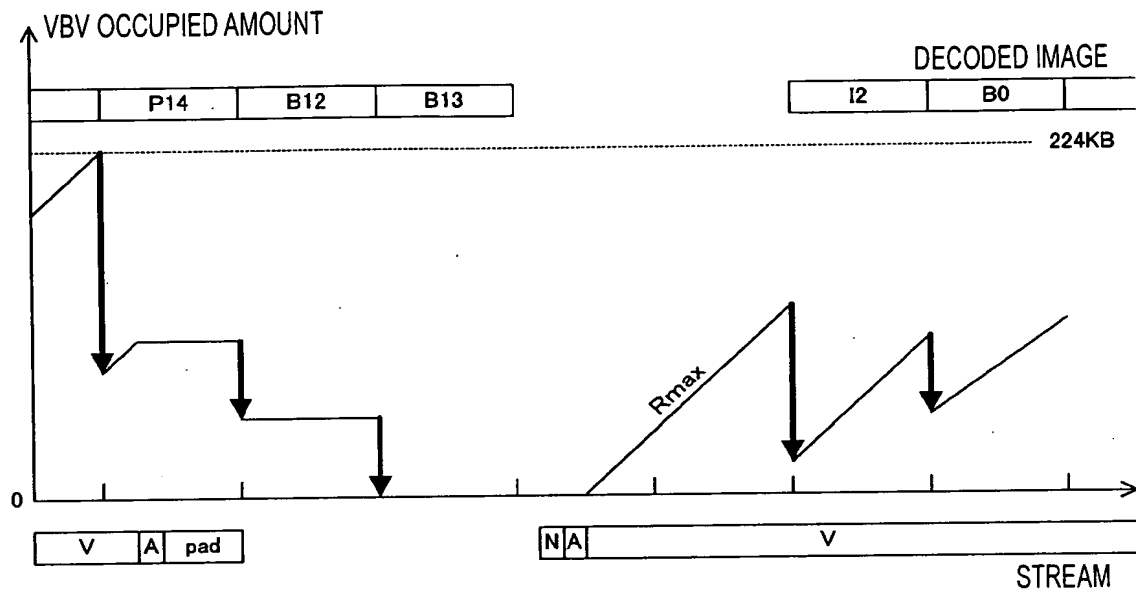 VBV OCCUPIED AMOUNT
DECODED IMAGE
P14 B12 B13 I2 B0
224KB
Rmax
0
V A pad N A V
STREAM